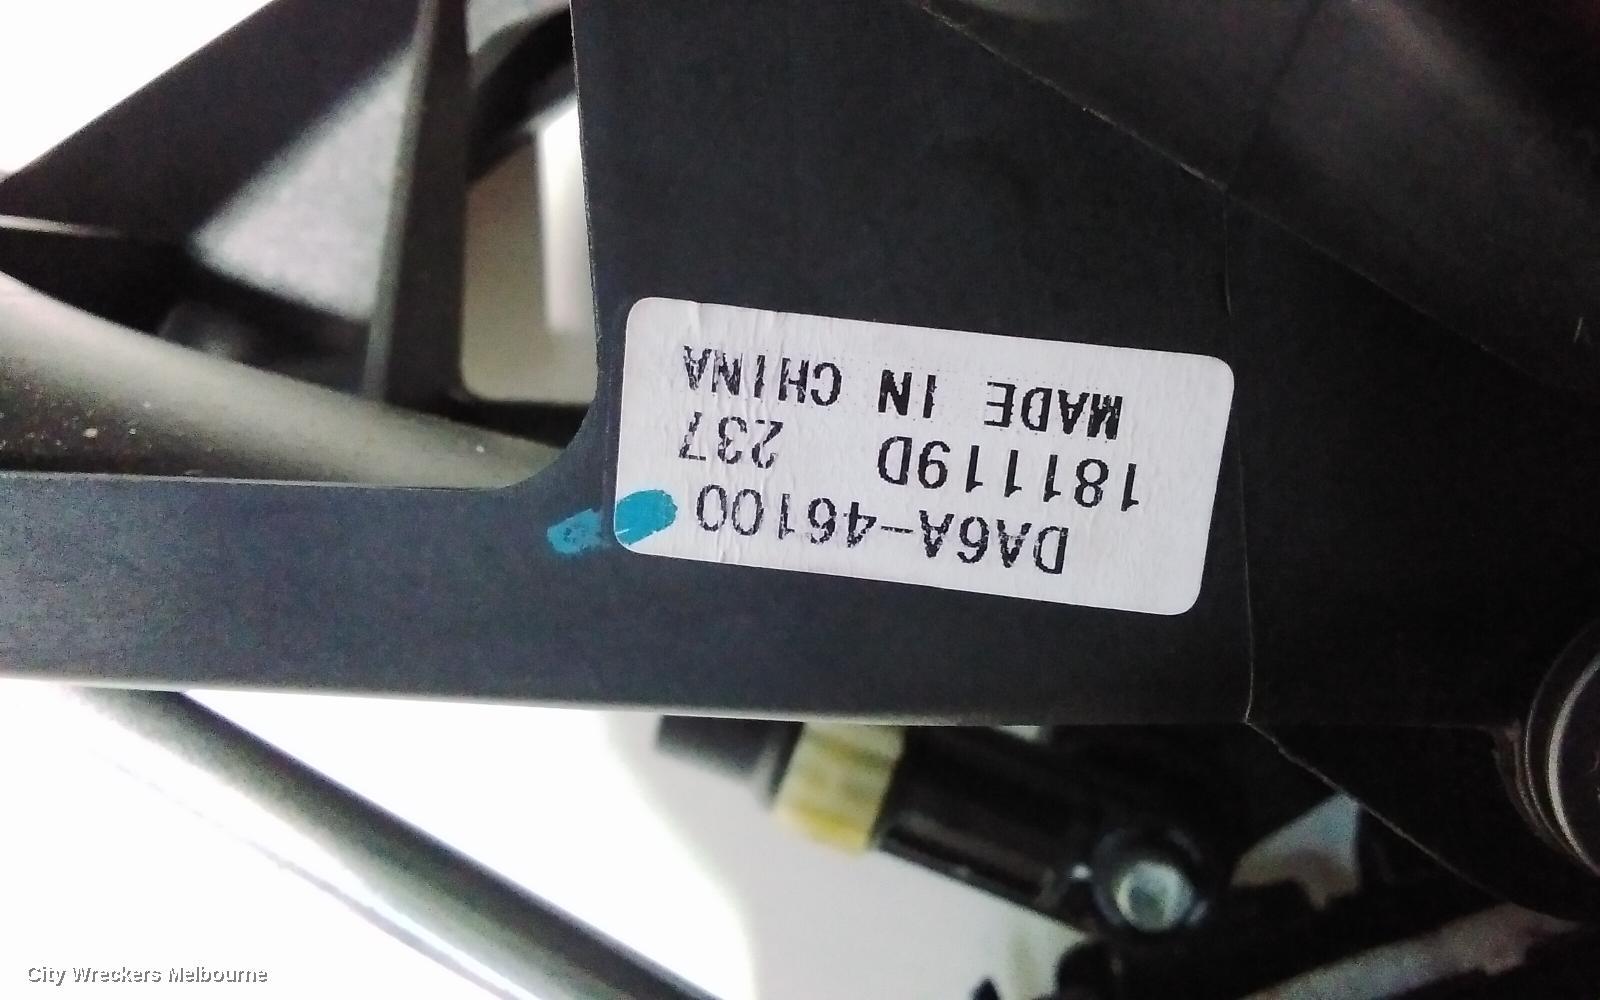 DA6A-46100
181119D 237
MADE IN CHINA
City Wreckers Melbourne